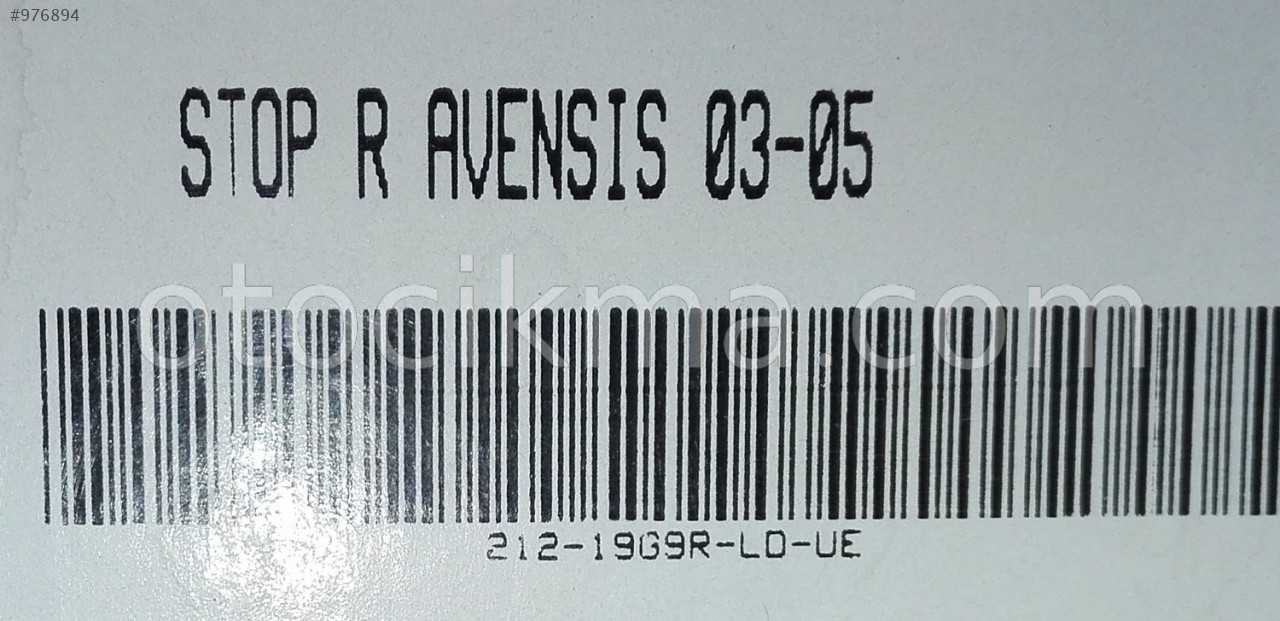 #976894
STOP R AVENSIS 03-05
otocikma.com
212-19G9R-LD-UE